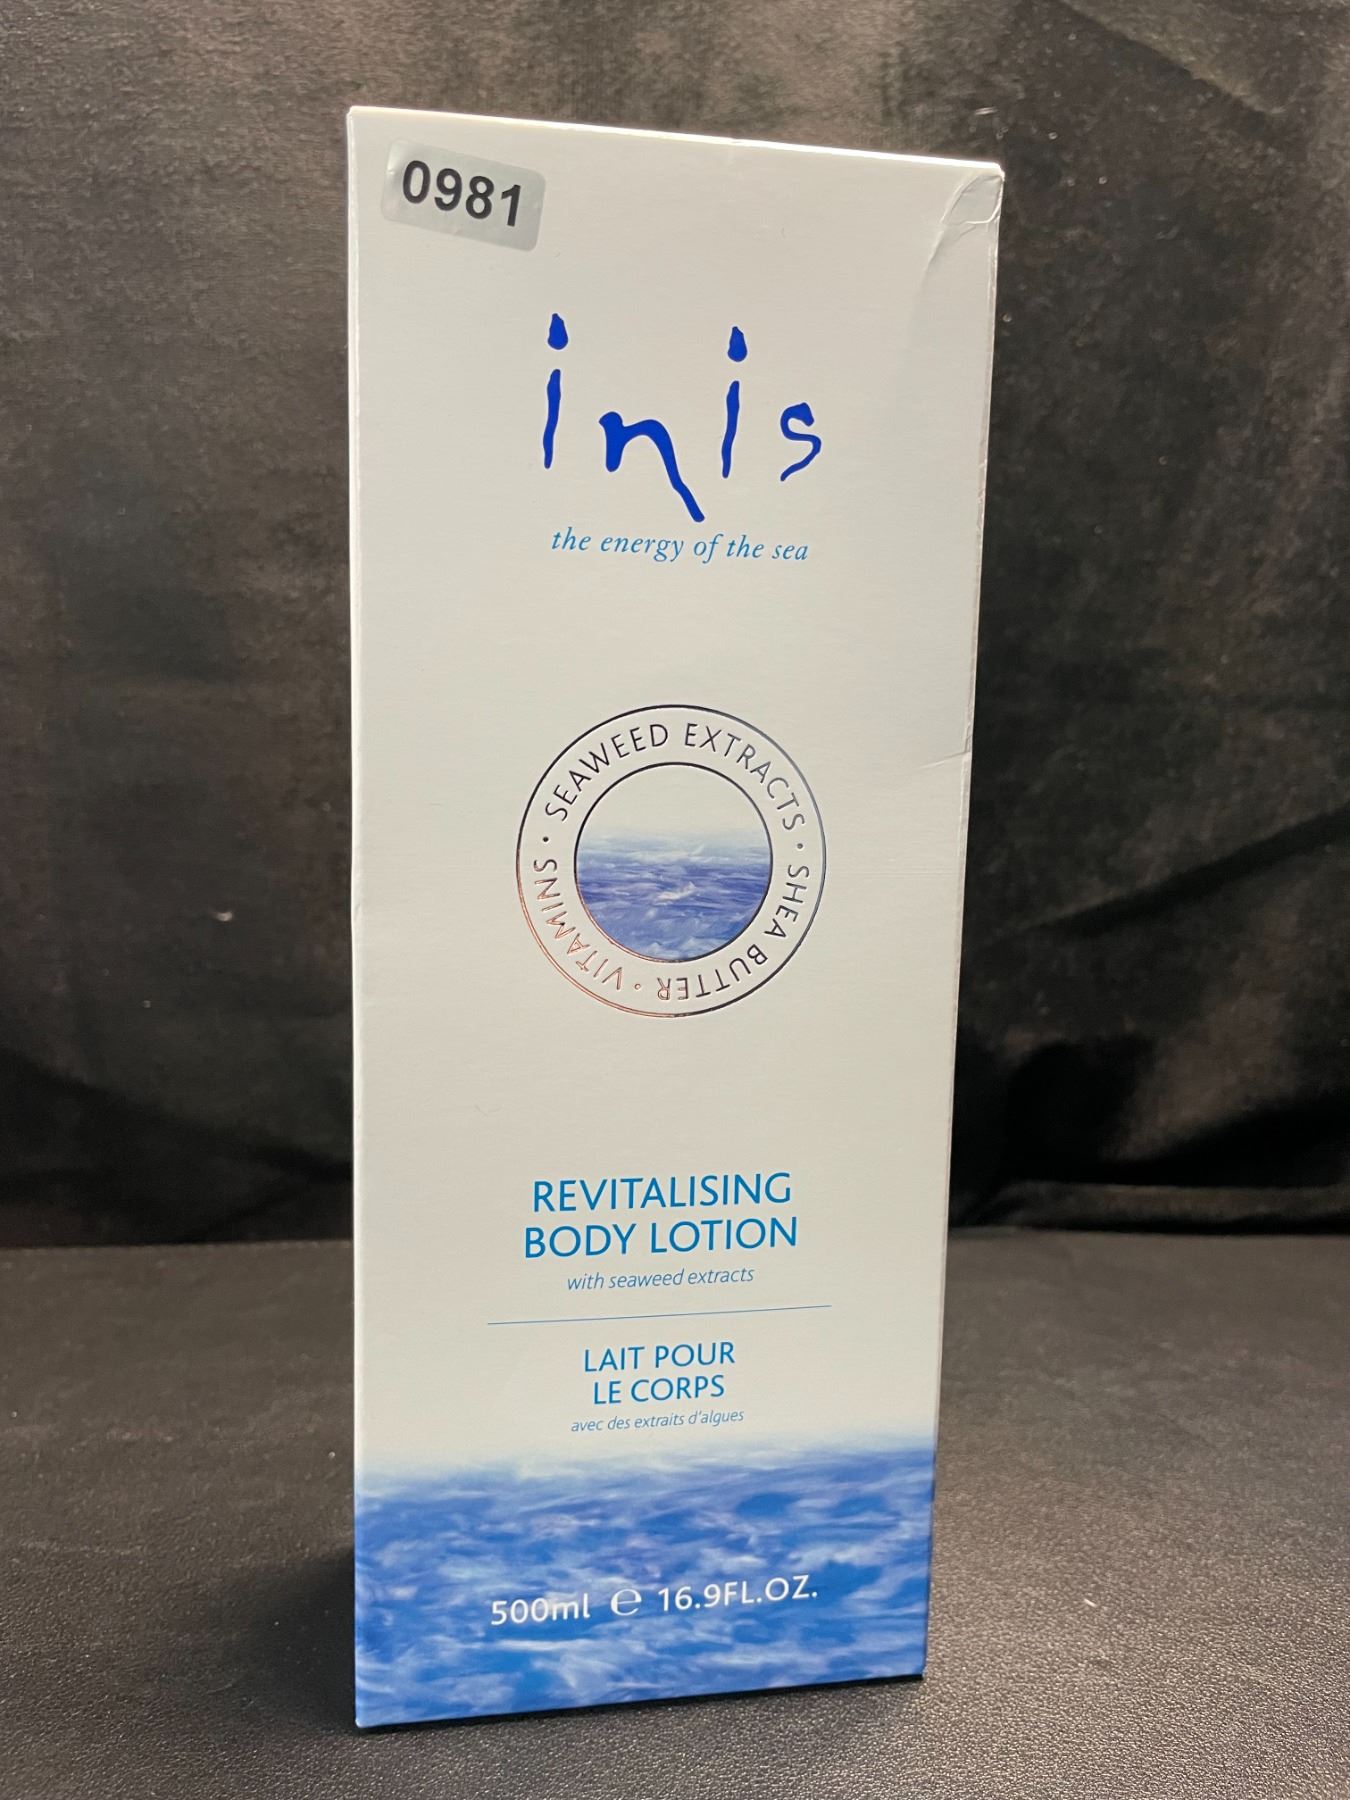 0981
inis
the energy of the sea
SEAWEED EXTRACTS · SHEA BUTTER · VITAMINS ·
REVITALISING
BODY LOTION
with seaweed extracts
LAIT POUR
LE CORPS
avec des extraits d'algues
500ml ℮ 16.9FL.OZ.